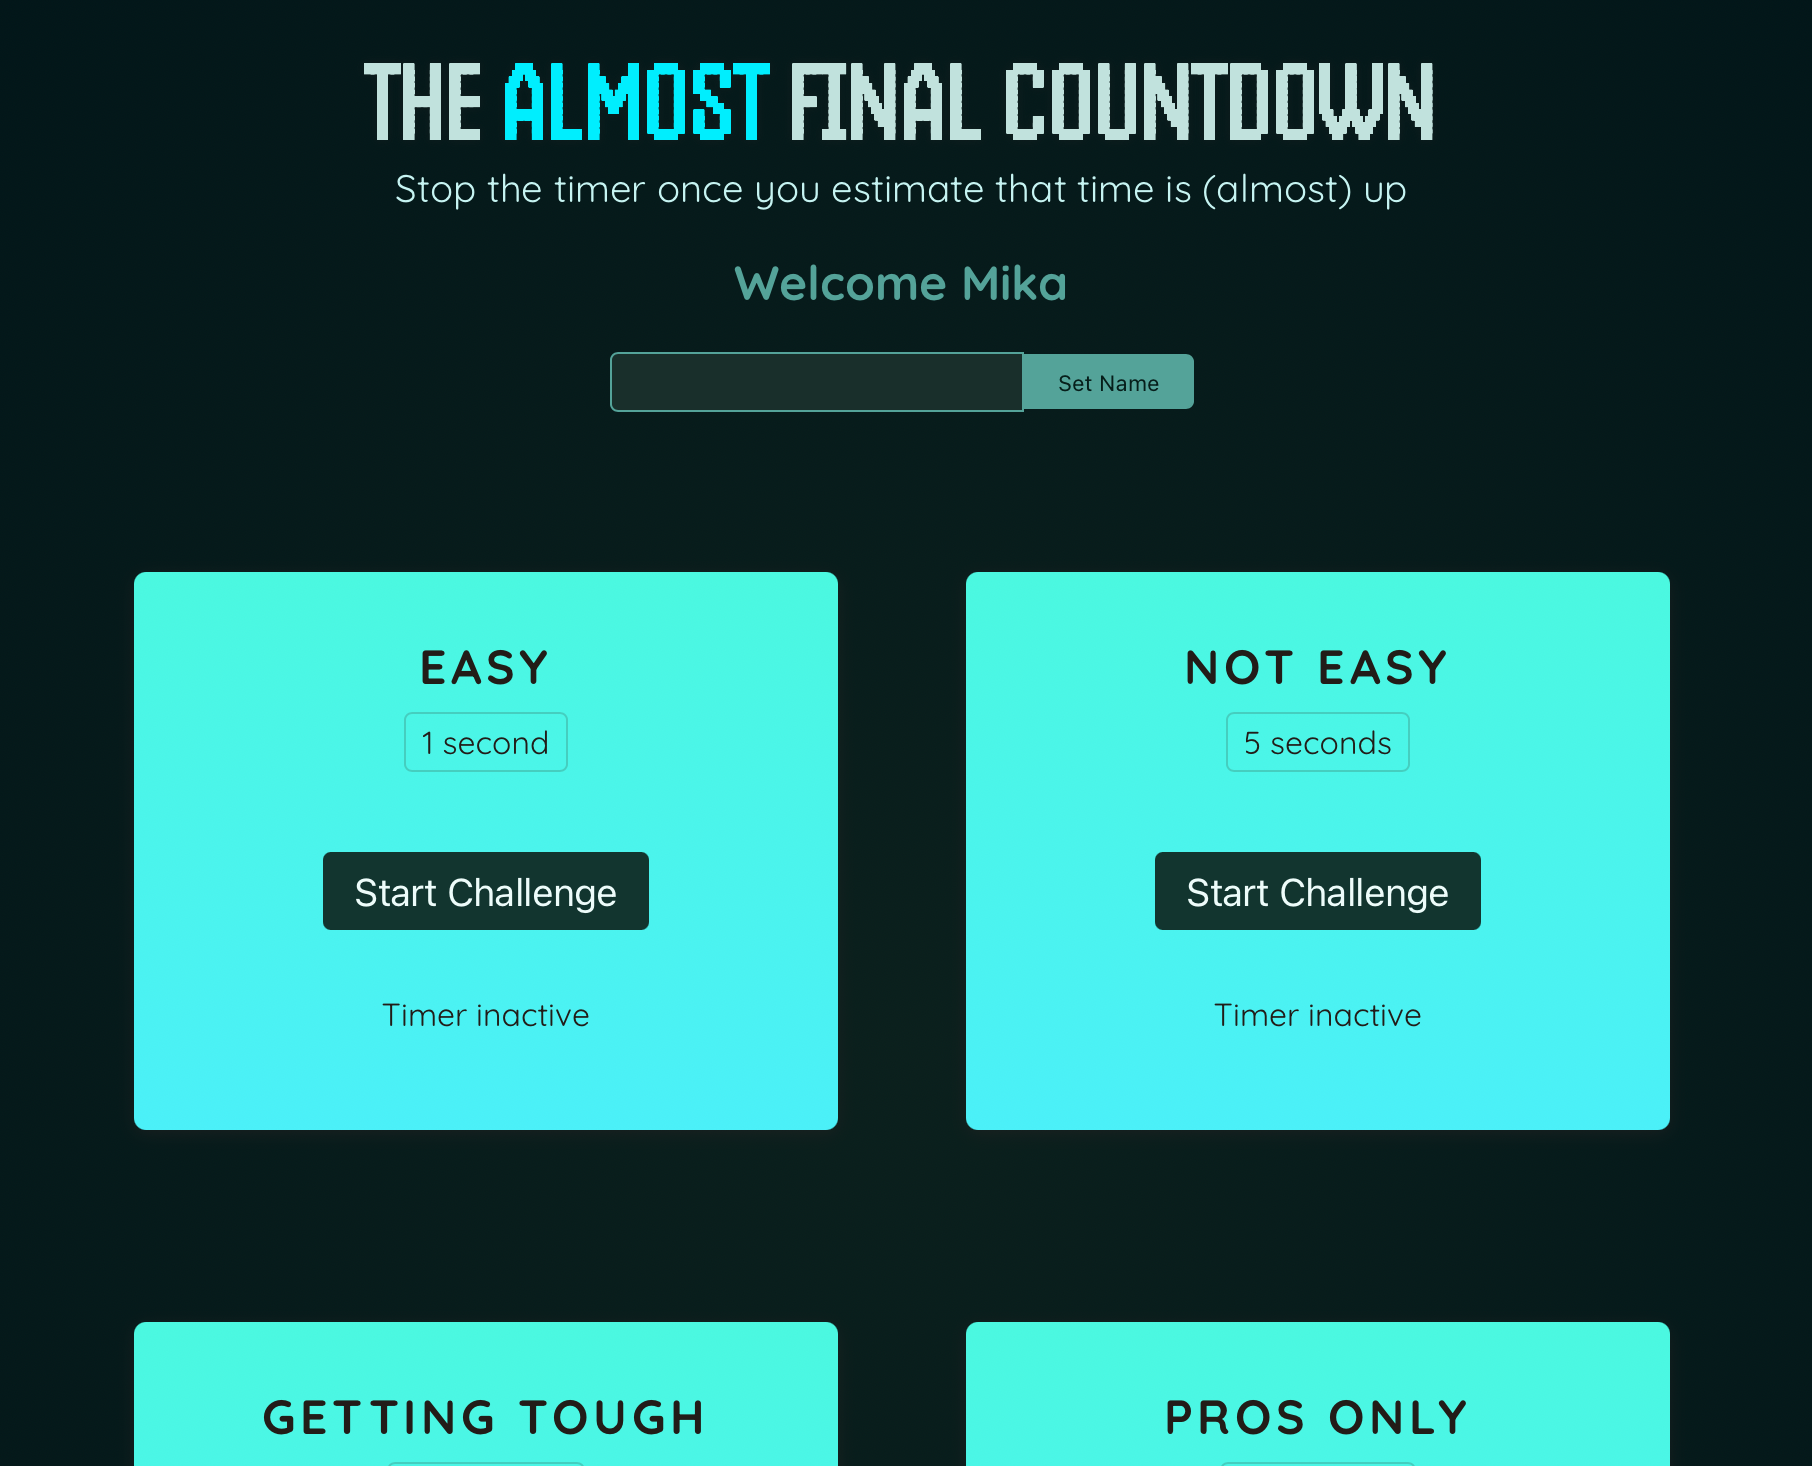 THE ALMOST FINAL COUNTDOWN
Stop the timer once you estimate that time is (almost) up
Welcome Mika
Set Name
EASY
1 second
Start Challenge
Timer inactive
NOT EASY
5 seconds
Start Challenge
Timer inactive
GETTING TOUGH
PROS ONLY